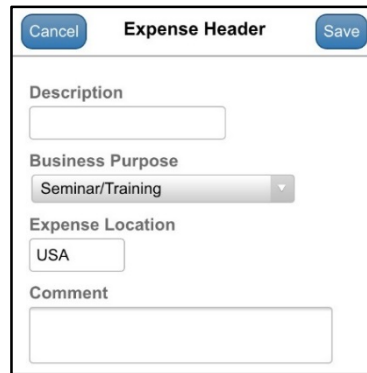 Cancel Expense Header Save
Description
Business Purpose
Seminar/Training
Expense Location
USA
Comment